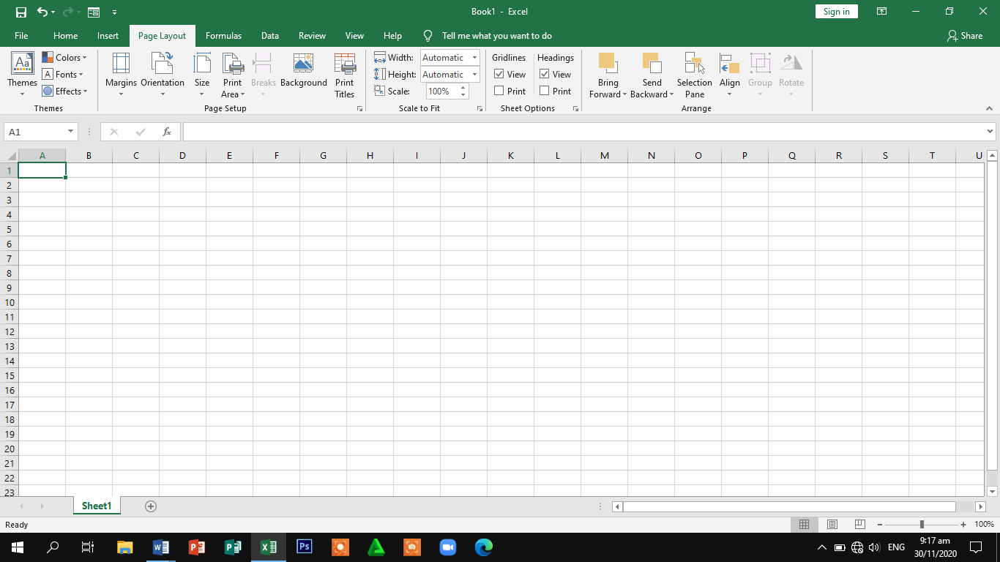 Book1 - Excel
Sign in
File Home Insert Page Layout Formulas Data Review View Help Tell me what you want to do Share
Aa
Themes
Colors
A Fonts
Effects
Themes
Margins
Orientation
Size
Print
Area
Breaks
Background
Print
Titles
Page Setup
Width: Automatic
Height: Automatic
Scale: 100%
Scale to Fit
Gridlines
View
Print
Headings
View
Print
Sheet Options
Bring
Forward
Send
Backward
Selection
Pane
Align
Group
Rotate
Arrange
A1 fx
A B C D E F G H I J K L M N O P Q R S T U
1
2
3
4
5
6
7
8
9
10
11
12
13
14
15
16
17
18
19
20
21
22
23
Sheet1
Ready 100%
Ps
ENG
9:17 am
30/11/2020